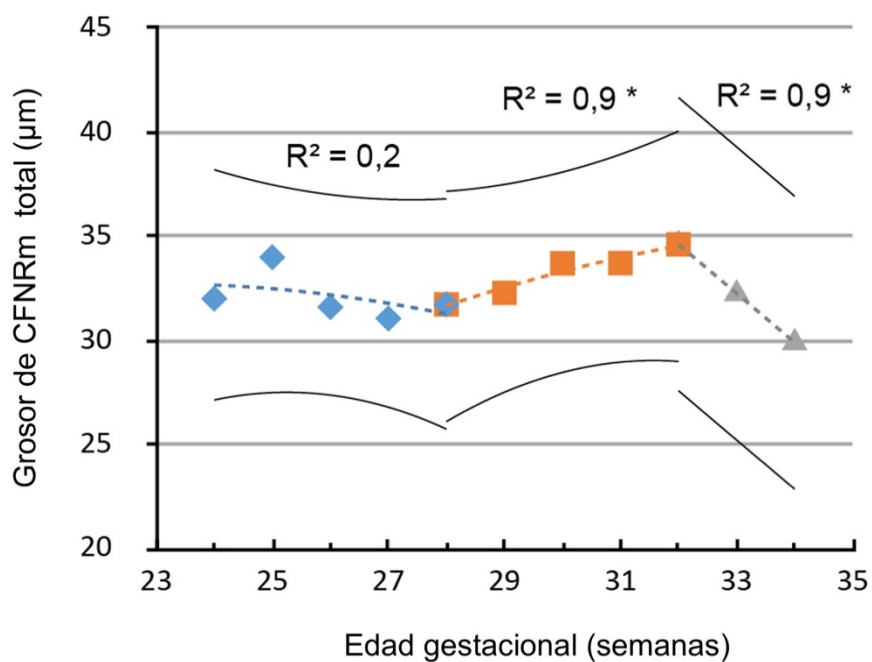 45
40
35
30
25
20
Grosor de CFNRm total (µm)
R² = 0,2
R² = 0,9 *
R² = 0,9 *
23 25 27 29 31 33 35
Edad gestacional (semanas)